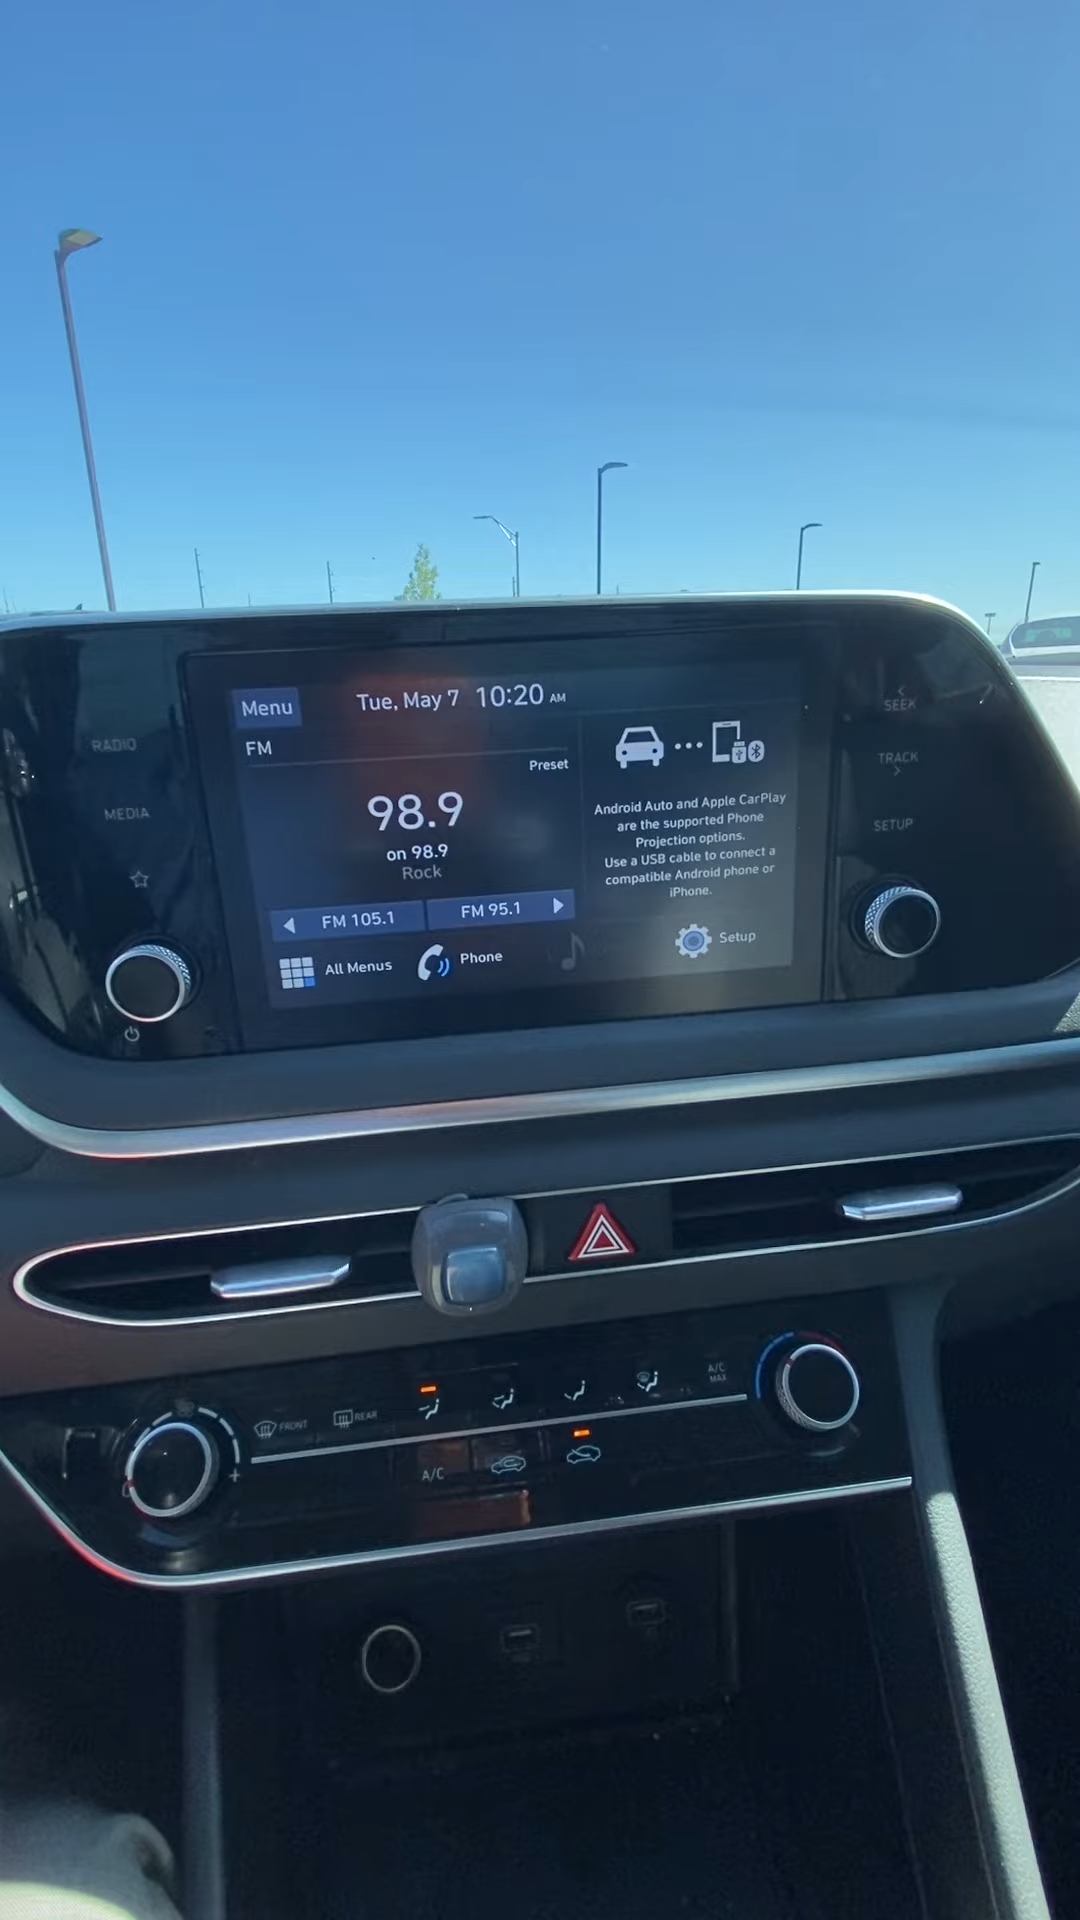 Menu
Tue, May 7 10:20 AM
FM
Preset
98.9
on 98.9
Rock
FM 105.1
FM 95.1
All Menus
Phone
Android Auto and Apple CarPlay
are the supported Phone
Projection options.
Use a USB cable to connect a
compatible Android phone or
iPhone.
Setup
RADIO
MEDIA
SEEK
TRACK
SETUP
FRONT
REAR
A/C
MAX
A/C